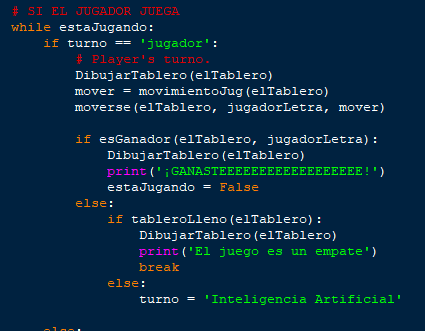 # SI EL JUGADOR JUEGA
while estaJugando:
    if turno == 'jugador':
        # Player's turno.
        DibujarTablero(elTablero)
        mover = movimientoJug(elTablero)
        moverse(elTablero, jugadorLetra, mover)

        if esGanador(elTablero, jugadorLetra):
            DibujarTablero(elTablero)
            print('¡GANASTEEEEEEEEEEEEEEEEEE!')
            estaJugando = False
        else:
            if tableroLleno(elTablero):
                DibujarTablero(elTablero)
                print('El juego es un empate')
                break
            else:
                turno = 'Inteligencia Artificial'

    else: